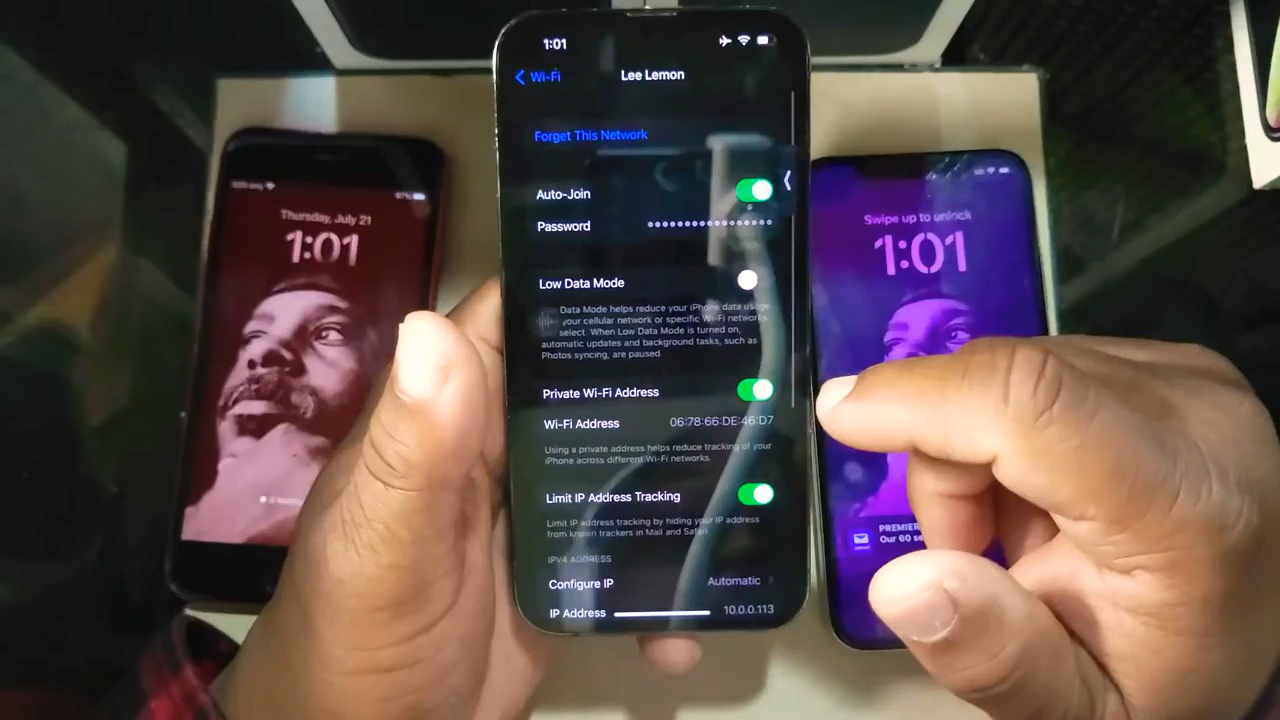 1:01
Wi-Fi
Lee Lemon
Forget This Network
Auto-Join
Password ••••••••••••••••
Low Data Mode
Data Mode helps reduce your iPhone data usage
your cellular network or specific Wi-Fi networks
select. When Low Data Mode is turned on,
automatic updates and background tasks, such as
Photos syncing, are paused.
Private Wi-Fi Address
Wi-Fi Address 06:78:66:DE:46:D7
Using a private address helps reduce tracking of your
iPhone across different Wi-Fi networks.
Limit IP Address Tracking
Limit IP address tracking by hiding your IP address
from known trackers in Mail and Safari.
IPV4 ADDRESS
Configure IP Automatic
IP Address 10.0.0.113
Thursday, July 21
1:01
Swipe up to unlock
1:01
PREMIER
Our 60 se